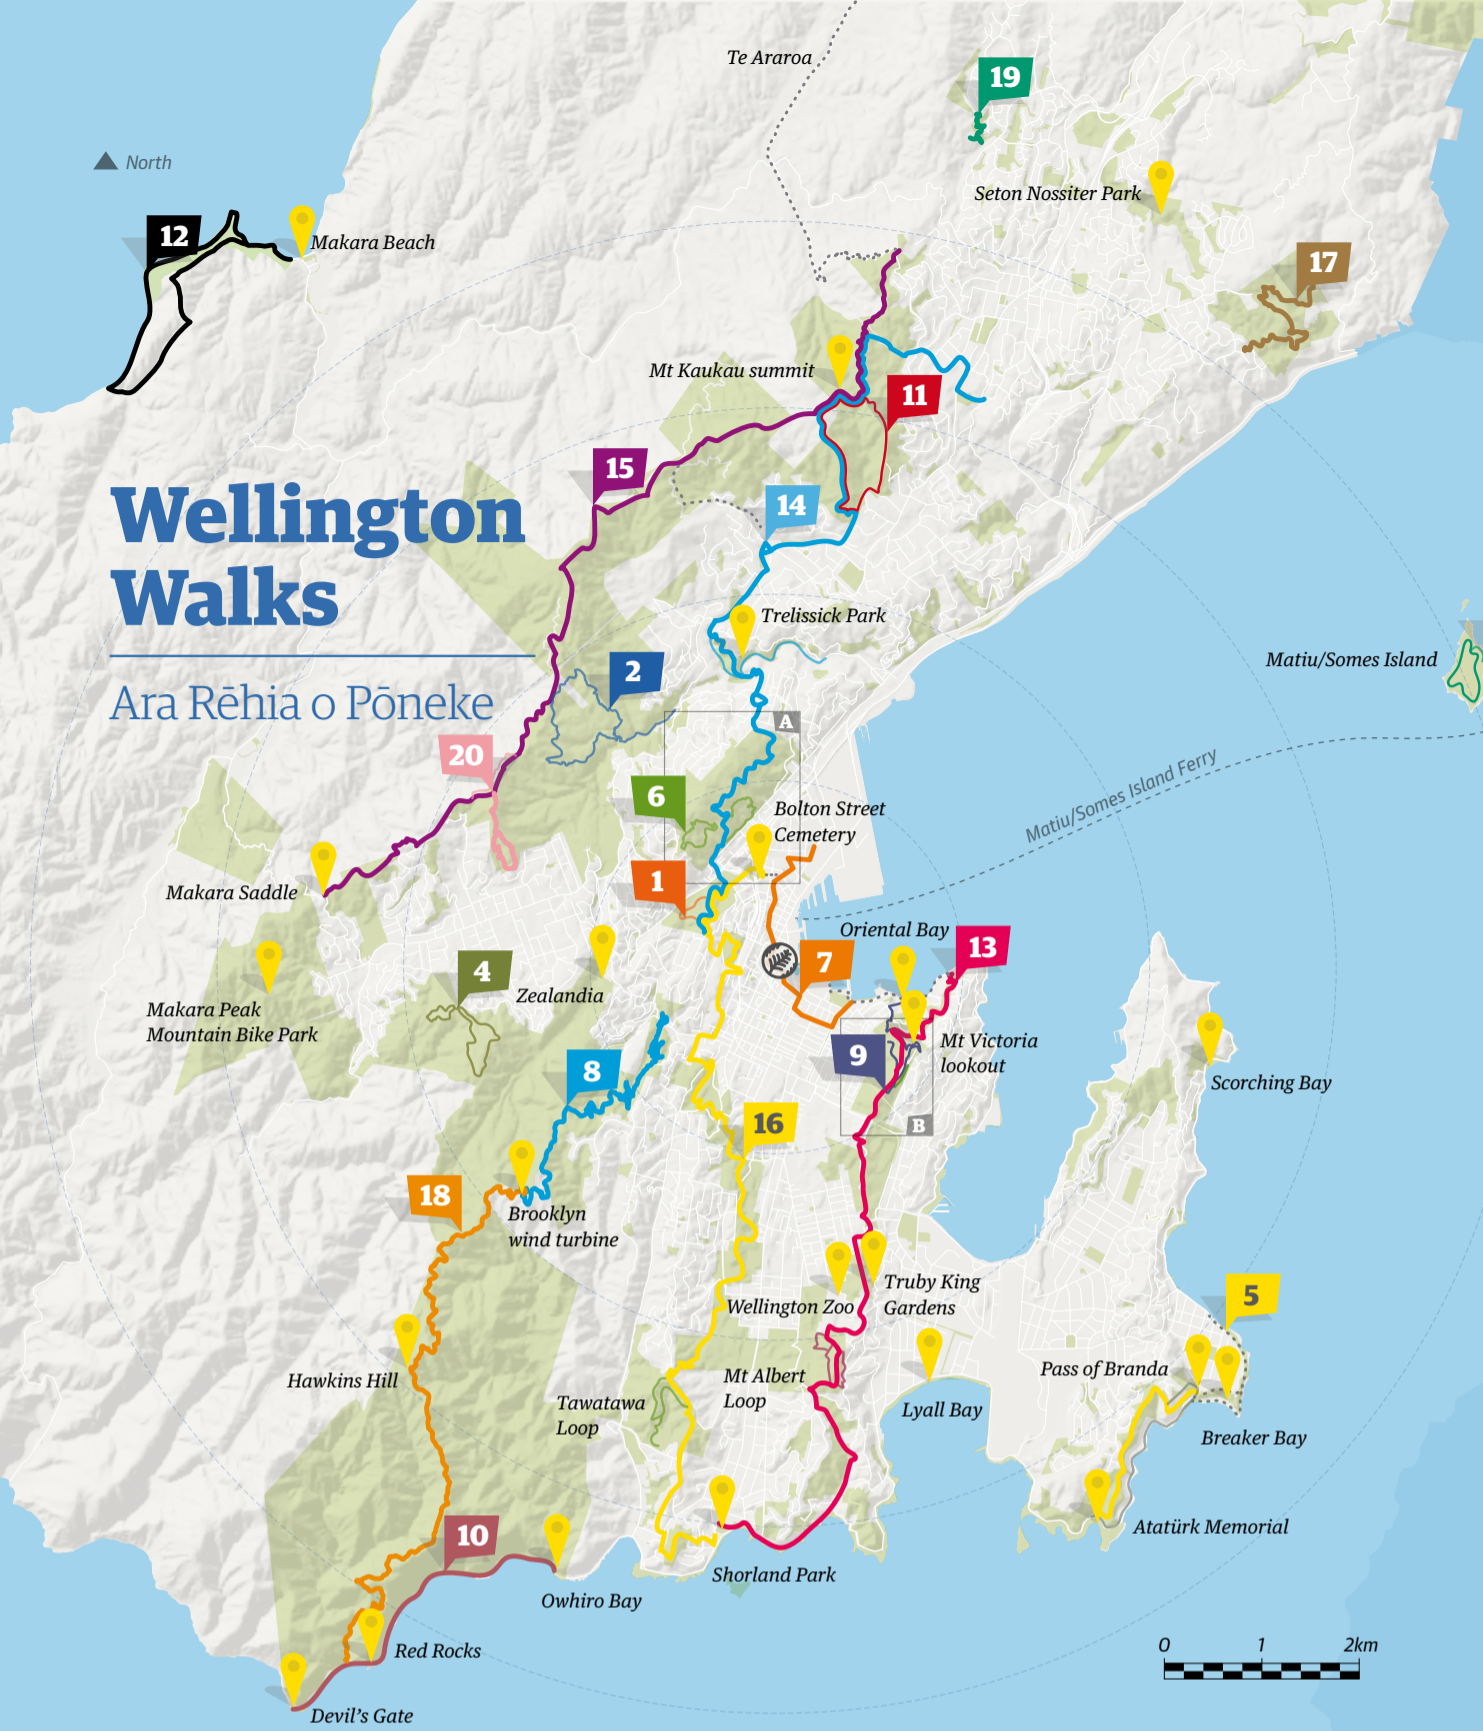 Te Araroa
19
North
Seton Nossiter Park
12
Makara Beach
17
Mt Kaukau summit
11
15
Wellington
Walks
14
Trelissick Park
Matiu/Somes Island
2
Ara Rēhia o Pōneke
A
20
Matiu/Somes Island Ferry
6
Bolton Street
Cemetery
1
Makara Saddle
Oriental Bay
13
7
4
Zealandia
Makara Peak
Mountain Bike Park
Mt Victoria
lookout
9
8
Scorching Bay
16
B
18
Brooklyn
wind turbine
Truby King
Gardens
Wellington Zoo
5
Hawkins Hill
Mt Albert
Loop
Pass of Branda
Tawatawa
Loop
Lyall Bay
Breaker Bay
10
Atatürk Memorial
Shorland Park
Owhiro Bay
Red Rocks
0 1 2km
Devil's Gate